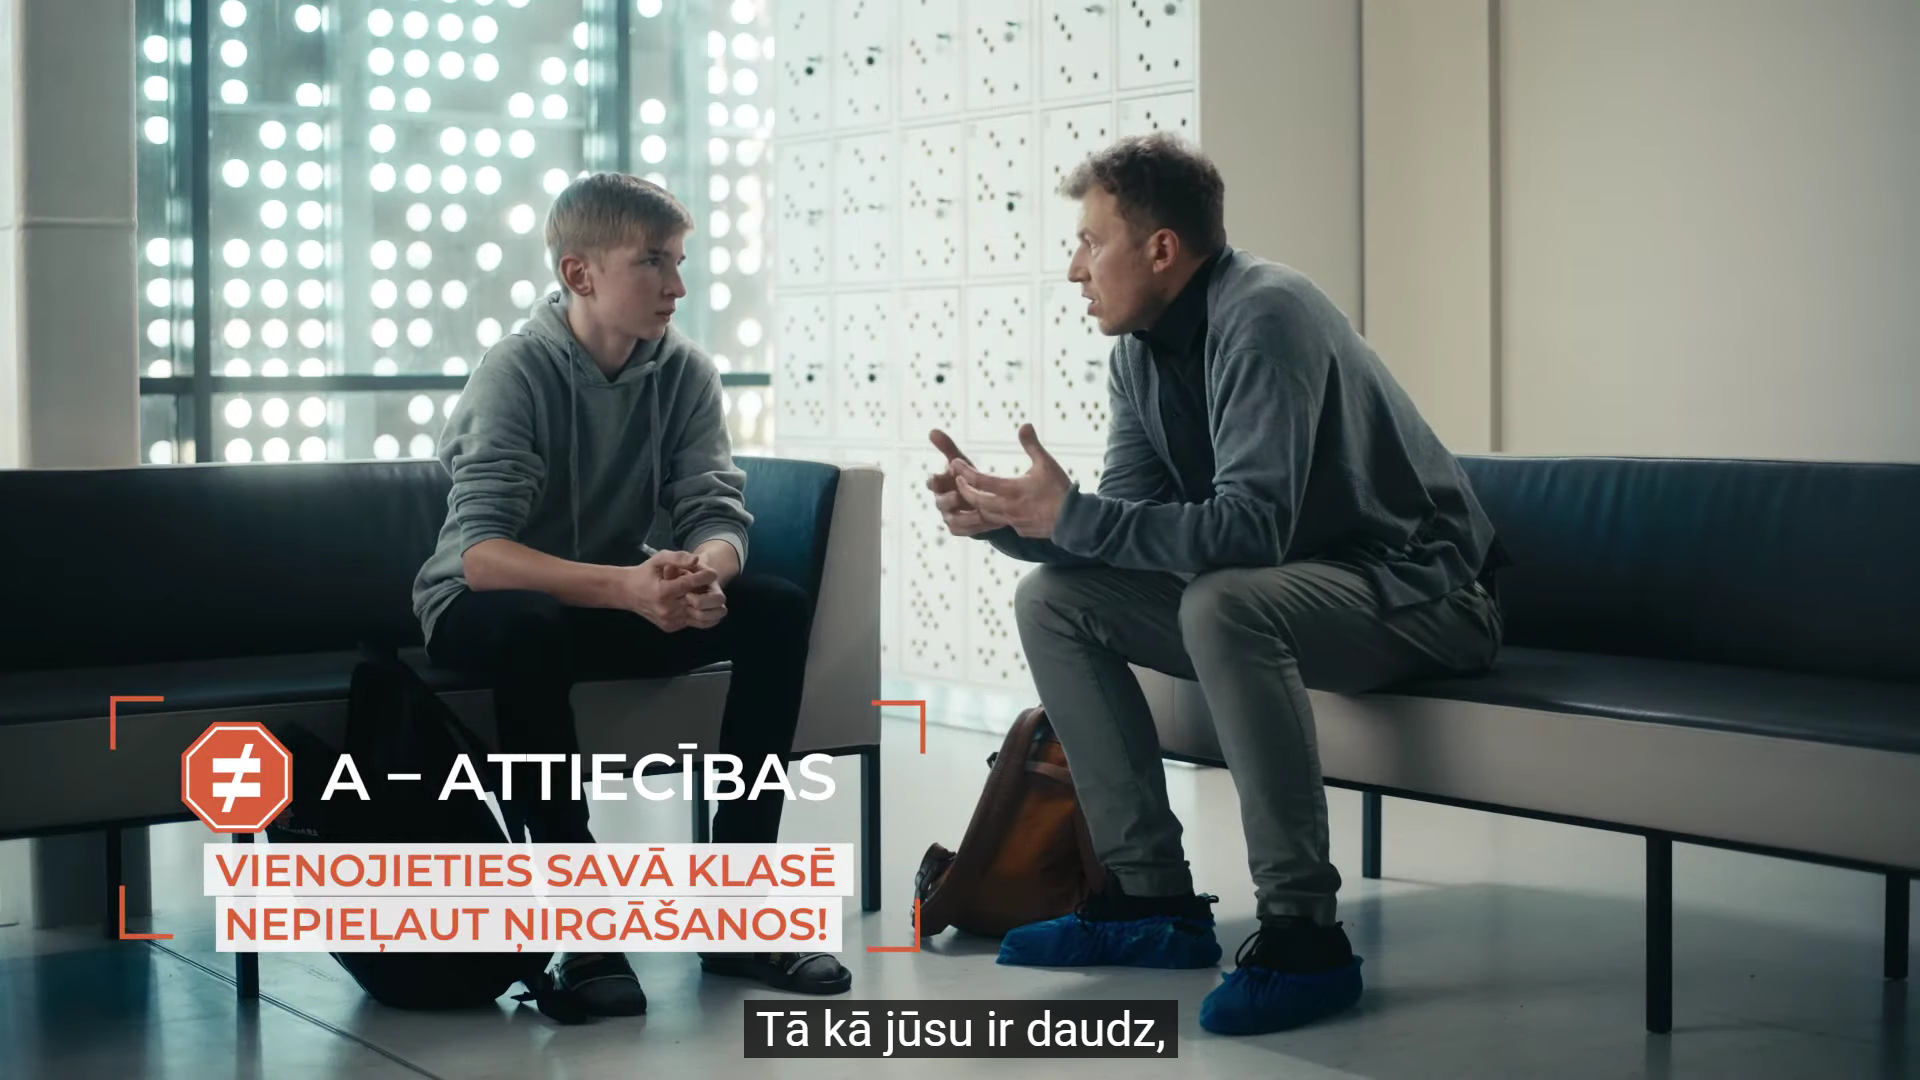 ≠ A – ATTIECĪBAS
VIENOJIETIES SAVĀ KLASĒ
NEPIEĻAUT ŅIRGĀŠANOS!
Tā kā jūsu ir daudz,